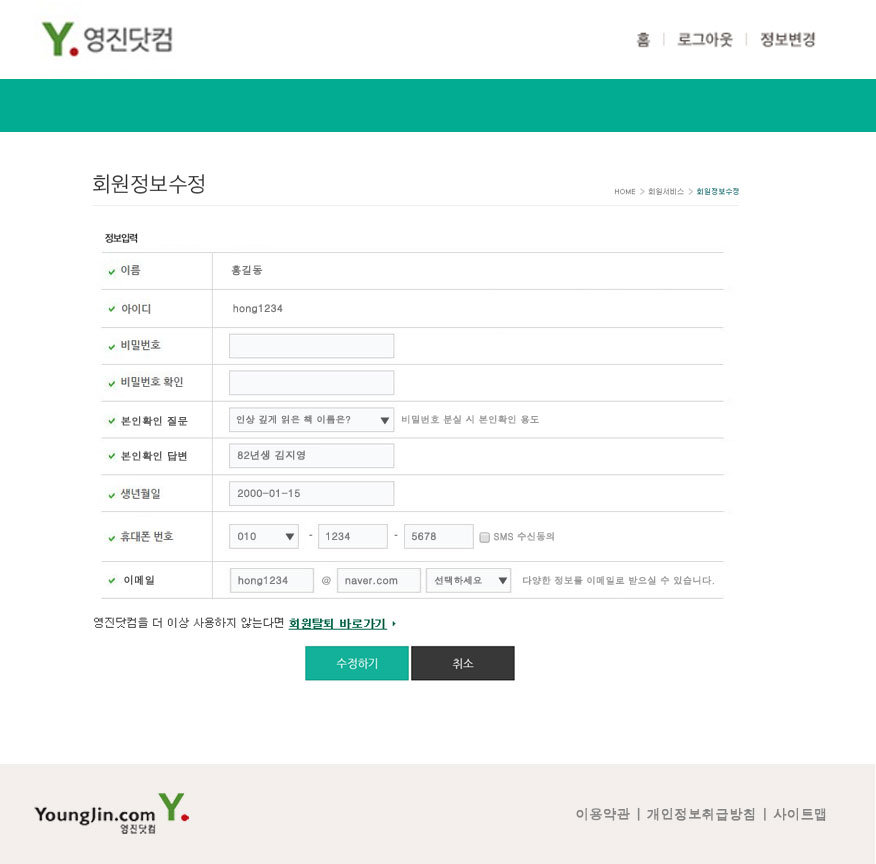 Y. 영진닷컴
홈 | 로그아웃 | 정보변경
회원정보수정
HOME > 회원서비스 > 회원정보수정
정보입력
이름 홍길동
아이디 hong1234
비밀번호
비밀번호 확인
본인확인 질문 인상 깊게 읽은 책 이름은? 비밀번호 분실 시 본인확인 용도
본인확인 답변 82년생 김지영
생년월일 2000-01-15
휴대폰 번호 010 - 1234 - 5678 SMS 수신동의
이메일 hong1234 @ naver.com 선택하세요 다양한 정보를 이메일로 받으실 수 있습니다.
영진닷컴을 더 이상 사용하지 않는다면 회원탈퇴 바로가기
수정하기 취소
YoungJin.com Y.
영진닷컴
이용약관 | 개인정보취급방침 | 사이트맵